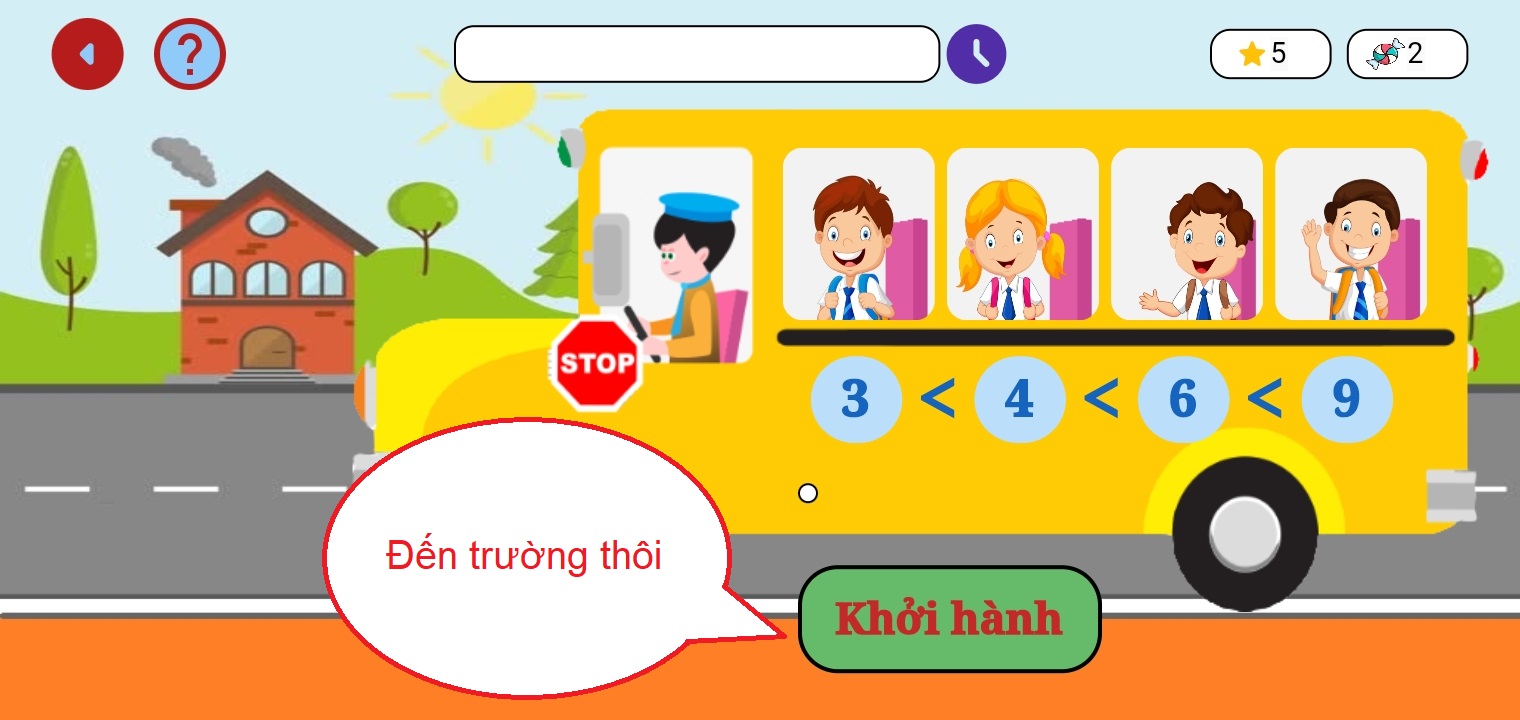 ?
5
2
STOP
3 < 4 < 6 < 9
Đến trường thôi
Khởi hành